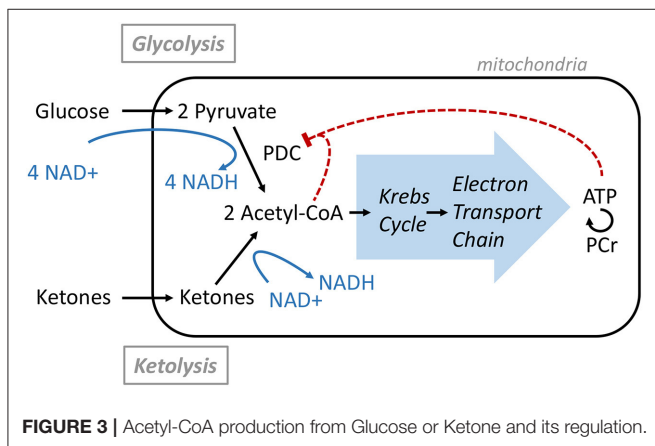 Glycolysis
mitochondria
Glucose
2 Pyruvate
PDC
4 NAD+
4 NADH
2 Acetyl-CoA
Krebs
Cycle
Electron
Transport
Chain
ATP
PCr
NADH
NAD+
Ketones
Ketones
Ketolysis
FIGURE 3 | Acetyl-CoA production from Glucose or Ketone and its regulation.